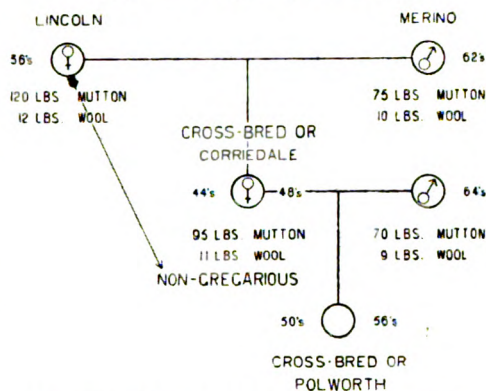 LINCOLN
MERINO
36's
62's
120 LBS MUTTON
12 LBS. WOOL
75 LBS. MUTTON
10 LBS. WOOL
CROSS-BRED OR
CORRIEDALE
44's
48's
64's
95 LBS. MUTTON
11 LBS WOOL
70 LBS. MUTTON
9 LBS. WOOL
NON-GREGARIOUS
50's
56's
CROSS-BRED OR
POLWORTH